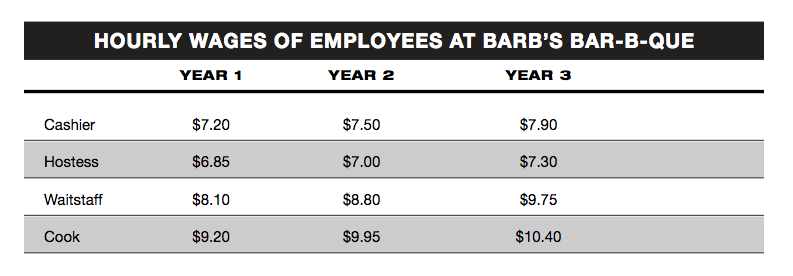 HOURLY WAGES OF EMPLOYEES AT BARB'S BAR-B-QUE
YEAR 1 YEAR 2 YEAR 3
Cashier $7.20 $7.50 $7.90
Hostess $6.85 $7.00 $7.30
Waitstaff $8.10 $8.80 $9.75
Cook $9.20 $9.95 $10.40